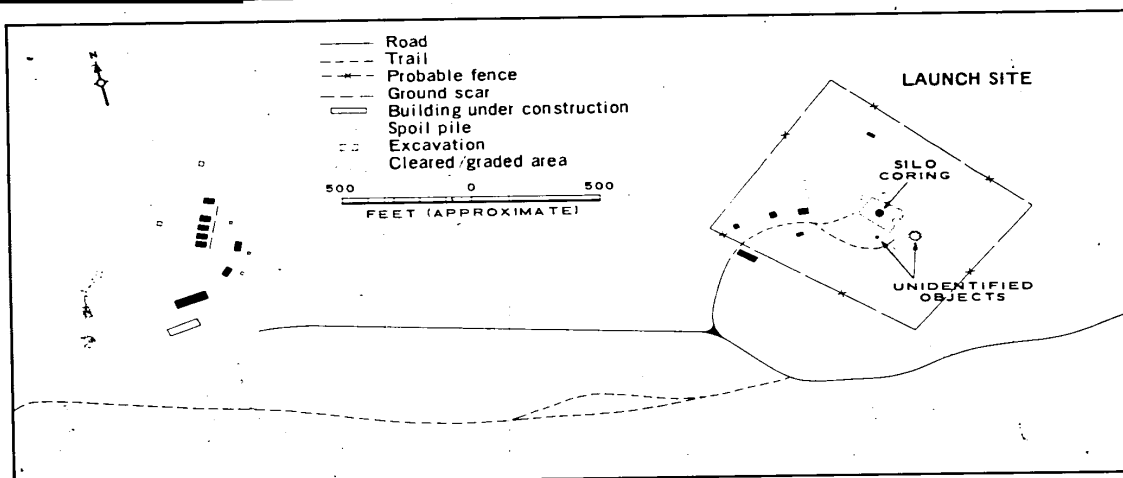 N
Road
Trail
Probable fence
Ground scar
Building under construction
Spoil pile
Excavation
Cleared/graded area
500 0 500
FEET (APPROXIMATE)
LAUNCH SITE
SILO
CORING
UNIDENTIFIED
OBJECTS